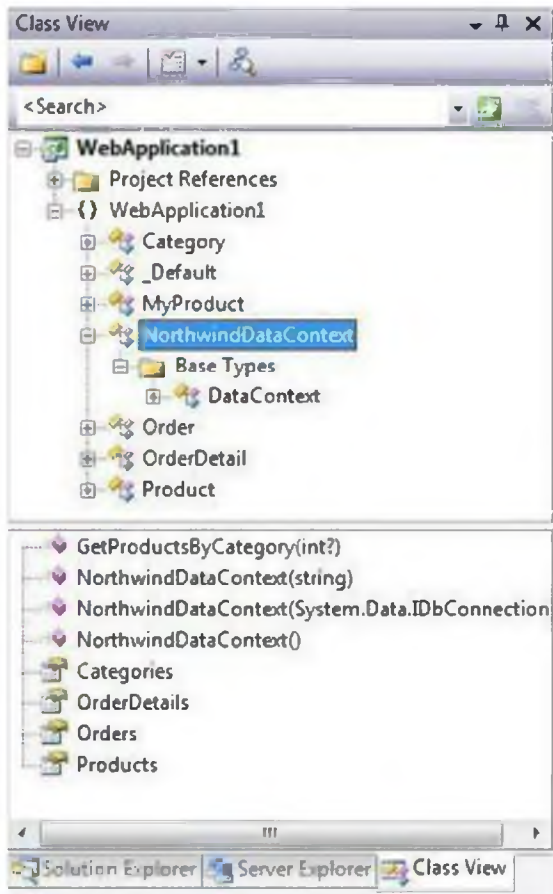 Class View
<Search>
WebApplication1
Project References
{} WebApplication1
Category
_Default
MyProduct
NorthwindDataContext
Base Types
DataContext
Order
OrderDetail
Product
GetProductsByCategory(int?)
NorthwindDataContext(string)
NorthwindDataContext(System.Data.IDbConnection
NorthwindDataContext()
Categories
OrderDetails
Orders
Products
Solution Explorer Server Explorer Class View